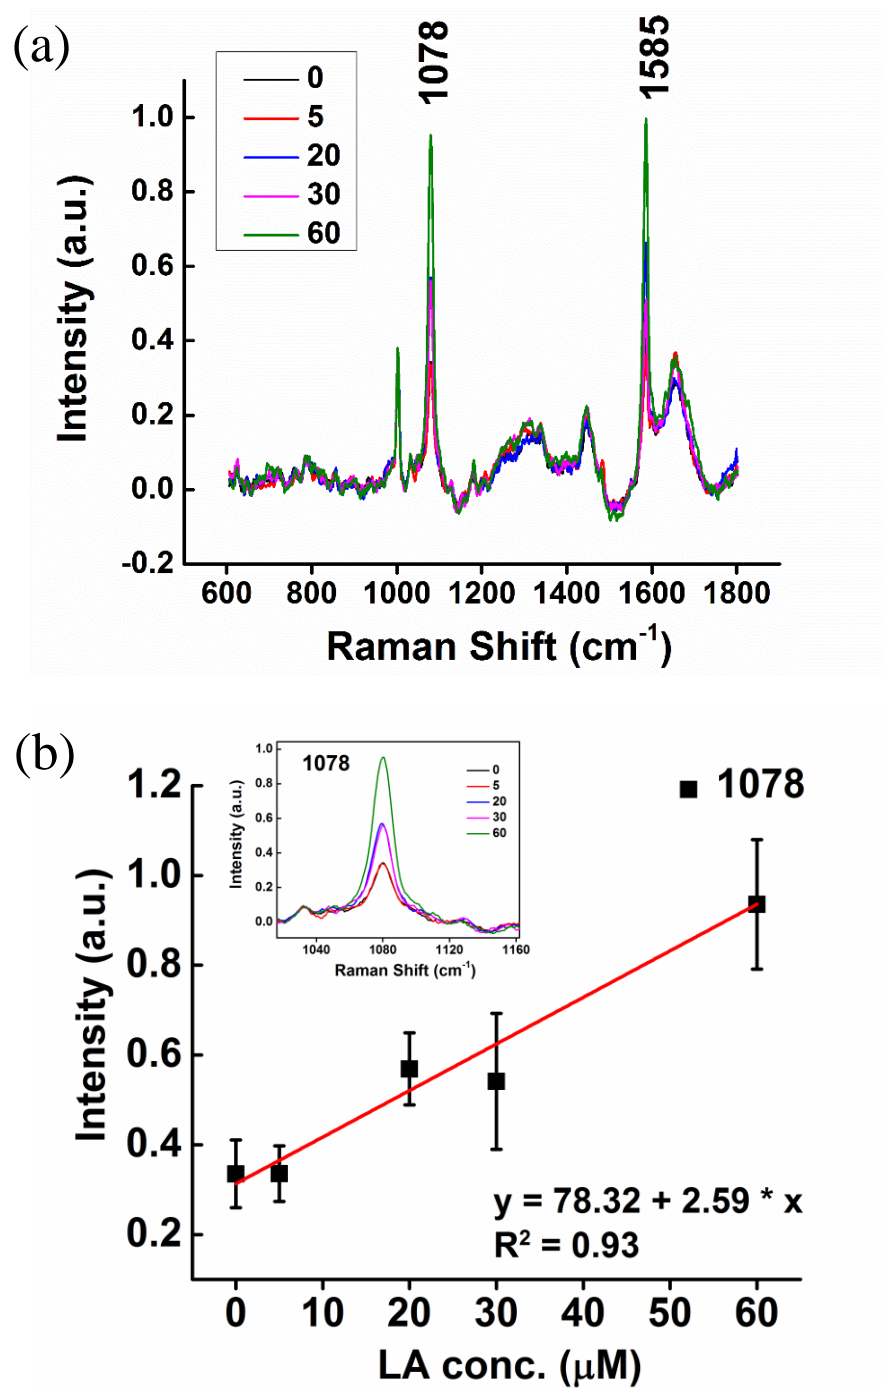 (a)
1078
1585
0
5
20
30
60
1.0
0.8
0.6
0.4
0.2
0.0
-0.2
Intensity (a.u.)
600 800 1000 1200 1400 1600 1800
Raman Shift (cm⁻¹)
(b)
1078
0
5
20
30
60
1.0
0.8
0.6
0.4
0.2
0.0
Intensity (a.u.)
1040 1080 1120 1160
Raman Shift (cm⁻¹)
1078
1.2
1.0
0.8
0.6
0.4
0.2
Intensity (a.u.)
y = 78.32 + 2.59 * x
R² = 0.93
0 10 20 30 40 50 60
LA conc. (μM)